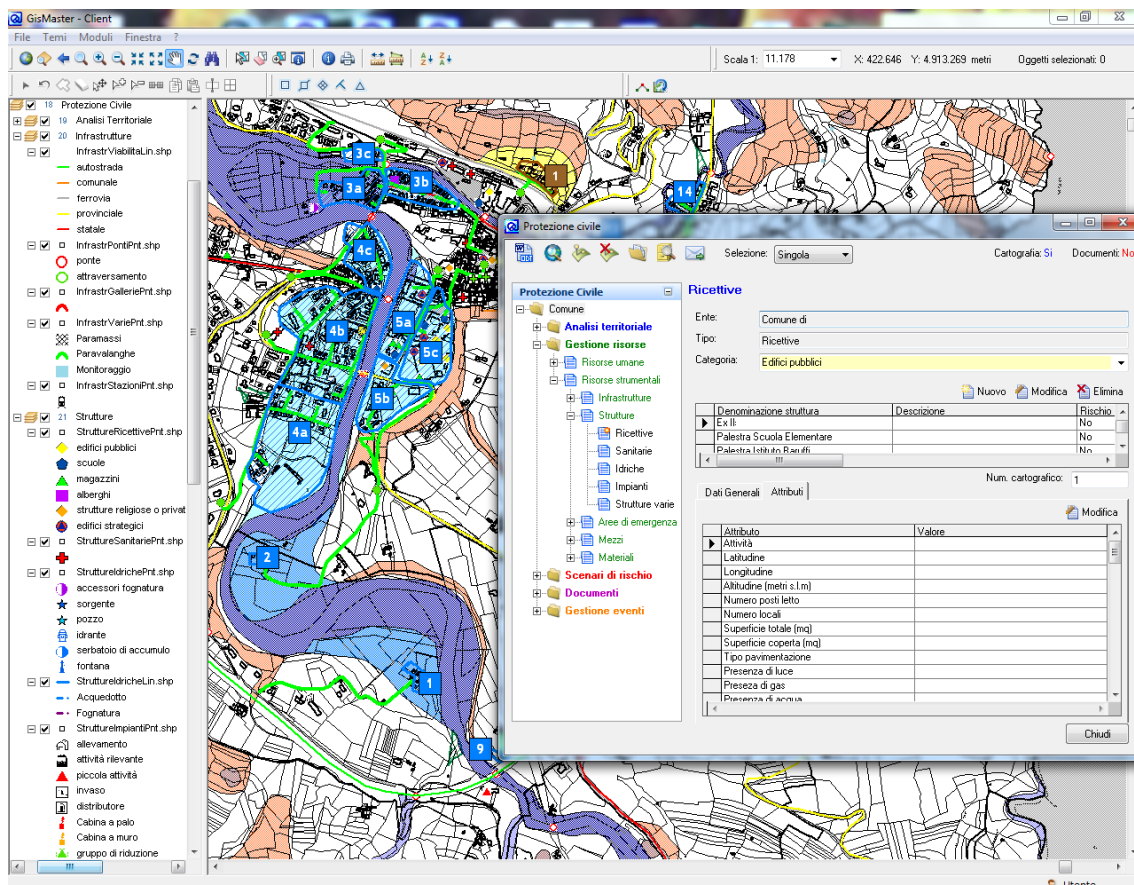 GisMaster - Client
File Temi Moduli Finestra ?
Scala 1: 11.178 X: 422.646 Y: 4.913.269 metri Oggetti selezionati: 0
18 Protezione Civile
19 Analisi Territoriale
20 Infrastrutture
InfrastrViabilitaLin.shp
autostrada
comunale
ferrovia
provinciale
statale
InfrastrPontiPnt.shp
ponte
attraversamento
InfrastrGalleriePnt.shp
InfrastrVariePnt.shp
Paramassi
Paravalanghe
Monitoraggio
InfrastrStazioniPnt.shp
21 Strutture
StruttureRicettivePnt.shp
edifici pubblici
scuole
magazzini
alberghi
strutture religiose o privat
edifici strategici
StruttureSanitariePnt.shp
StruttureIdrichePnt.shp
accessori fognatura
sorgente
pozzo
idrante
serbatoio di accumulo
fontana
StruttureIdricheLin.shp
Acquedotto
Fognatura
StruttureImpiantiPnt.shp
allevamento
attività rilevante
piccola attività
invaso
distributore
Cabina a palo
Cabina a muro
gruppo di riduzione
3c
3a
3b
1
14
4c
4b
5a
5c
5b
4a
2
1
9
Protezione civile
Selezione: Singola Cartografia: Si Documenti: No
Protezione Civile
Comune
Analisi territoriale
Gestione risorse
Risorse umane
Risorse strumentali
Infrastrutture
Strutture
Ricettive
Sanitarie
Idriche
Impianti
Strutture varie
Aree di emergenza
Mezzi
Materiali
Scenari di rischio
Documenti
Gestione eventi
Ricettive
Ente: Comune di
Tipo: Ricettive
Categoria: Edifici pubblici
Nuovo Modifica Elimina
Denominazione struttura Descrizione Rischio
Ex Il: No
Palestra Scuola Elementare No
Palestra Istituto Baruffi No
Num. cartografico: 1
Dati Generali Attributi
Modifica
Attributo Valore
Attività
Latitudine
Longitudine
Altitudine (metri s.l.m)
Numero posti letto
Numero locali
Superficie totale (mq)
Superficie coperta (mq)
Tipo pavimentazione
Presenza di luce
Preseza di gas
Presenza di acqua
Chiudi
Utente